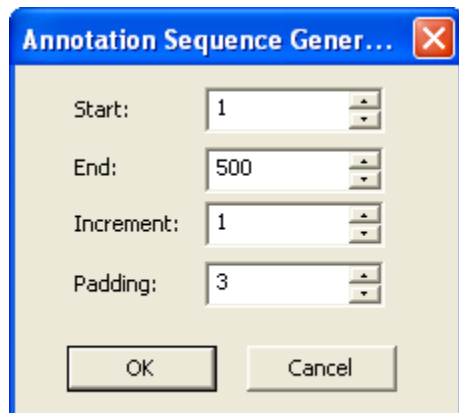 Annotation Sequence Gener...
Start: 1
End: 500
Increment: 1
Padding: 3
OK Cancel